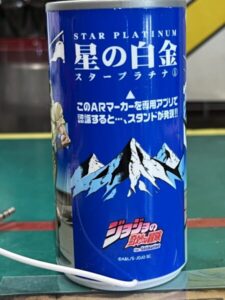 STAR PLATINUM
星の白金
スタープラチナ①
このARマーカーを専用アプリで
認識すると…、スタンドが発現!!
ジョジョの
奇妙な冒険